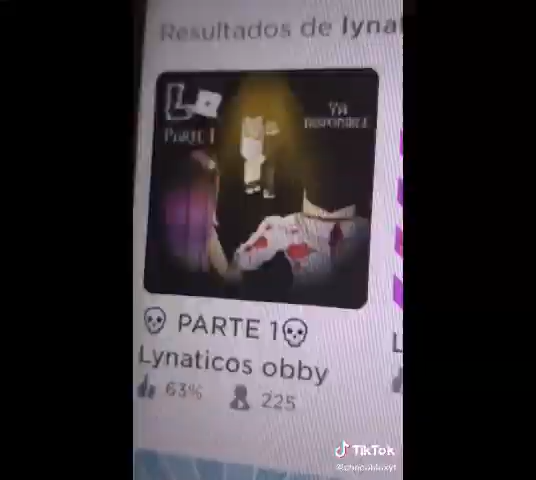 Resultados de lyna
PARTE 1
YA
DISPONIBLE
💀 PARTE 1💀
Lynaticos obby
63% 225
L
TikTok